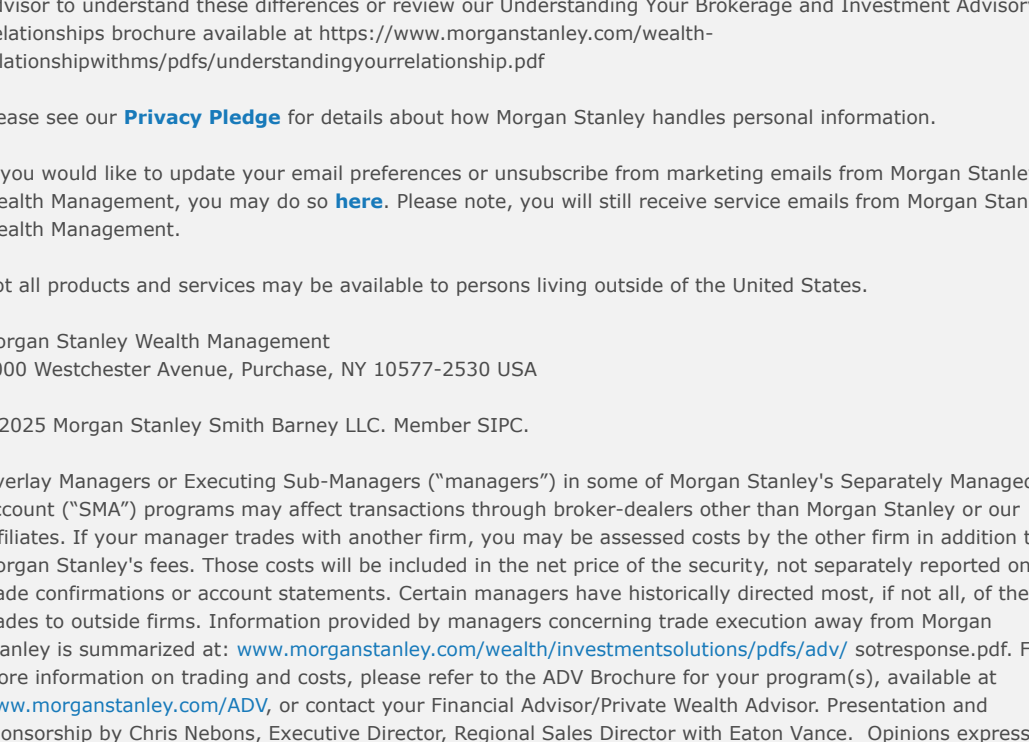 dvisor to understand these differences or review our Understanding Your Brokerage and Investment Advisor
elationships brochure available at https://www.morganstanley.com/wealth-
lationshipwithms/pdfs/understandingyourrelationship.pdf
ease see our Privacy Pledge for details about how Morgan Stanley handles personal information.
you would like to update your email preferences or unsubscribe from marketing emails from Morgan Stanle
ealth Management, you may do so here. Please note, you will still receive service emails from Morgan Stan
ealth Management.
ot all products and services may be available to persons living outside of the United States.
organ Stanley Wealth Management
000 Westchester Avenue, Purchase, NY 10577-2530 USA
2025 Morgan Stanley Smith Barney LLC. Member SIPC.
verlay Managers or Executing Sub-Managers (“managers”) in some of Morgan Stanley's Separately Managed
ccount (“SMA”) programs may affect transactions through broker-dealers other than Morgan Stanley or our
filiates. If your manager trades with another firm, you may be assessed costs by the other firm in addition t
organ Stanley's fees. Those costs will be included in the net price of the security, not separately reported on
ade confirmations or account statements. Certain managers have historically directed most, if not all, of the
ades to outside firms. Information provided by managers concerning trade execution away from Morgan
anley is summarized at: www.morganstanley.com/wealth/investmentsolutions/pdfs/adv/ sotresponse.pdf. F
ore information on trading and costs, please refer to the ADV Brochure for your program(s), available at
ww.morganstanley.com/ADV, or contact your Financial Advisor/Private Wealth Advisor. Presentation and
onsorship by Chris Nebons, Executive Director, Regional Sales Director with Eaton Vance.  Opinions express